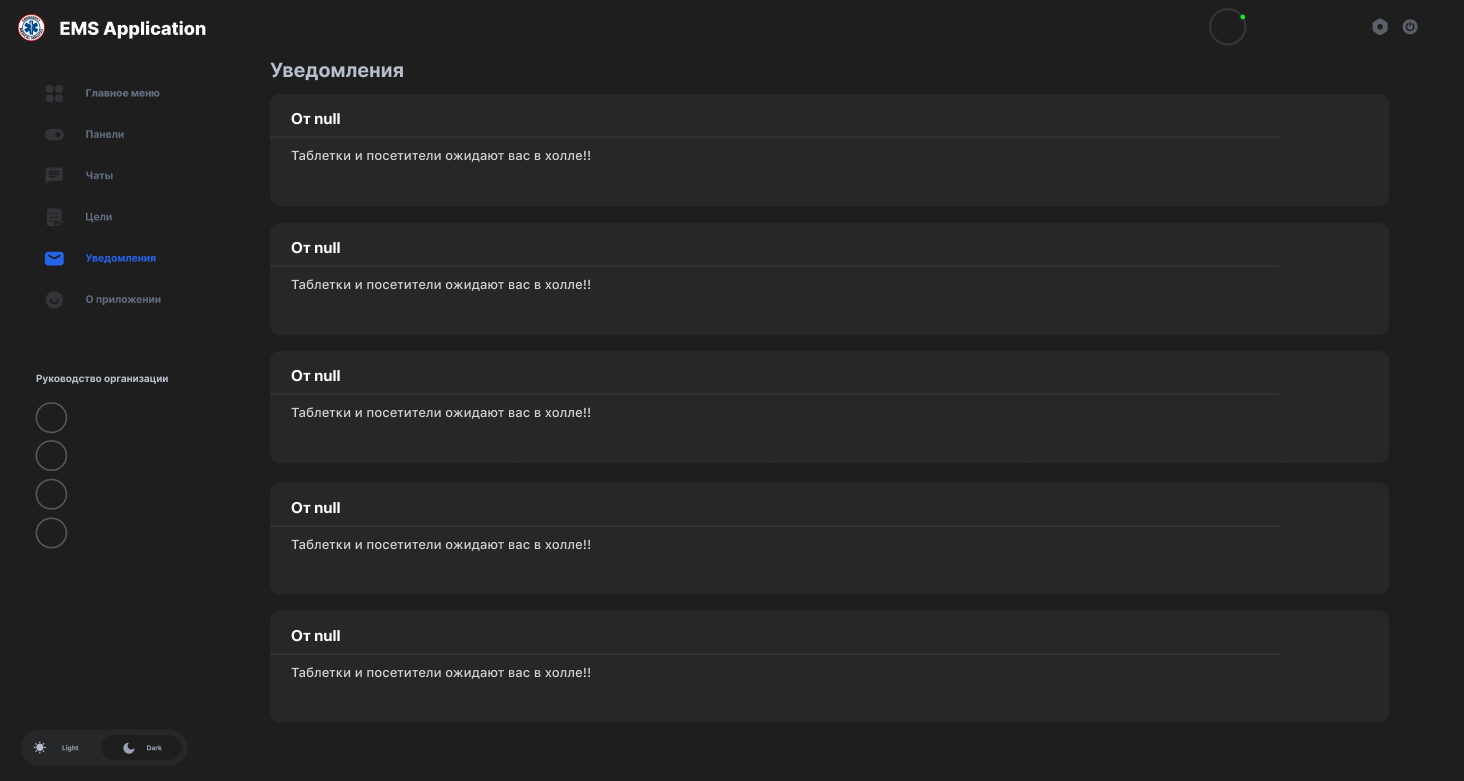 EMS Application
Главное меню
Панели
Чаты
Цели
Уведомления
О приложении
Руководство организации
Light
Dark
Уведомления
От null
Таблетки и посетители ожидают вас в холле!!
От null
Таблетки и посетители ожидают вас в холле!!
От null
Таблетки и посетители ожидают вас в холле!!
От null
Таблетки и посетители ожидают вас в холле!!
От null
Таблетки и посетители ожидают вас в холле!!